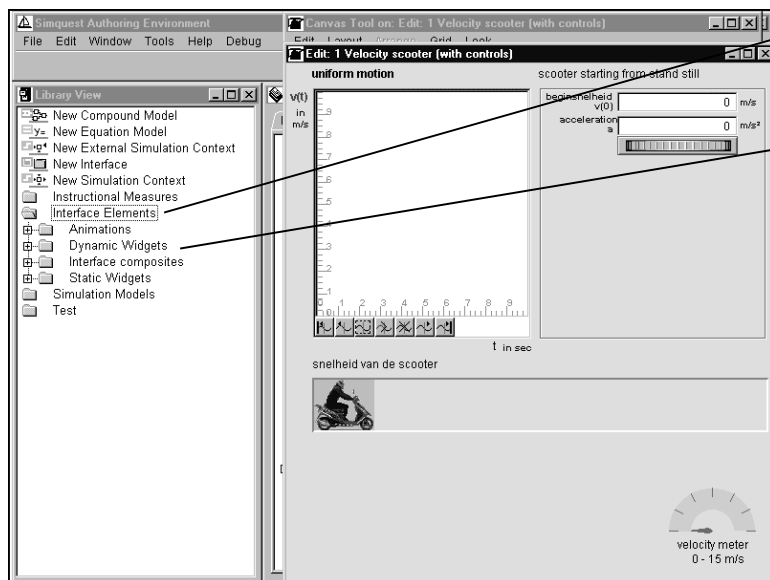 Simquest Authoring Environment
File Edit Window Tools Help Debug
Library View
New Compound Model
y= New Equation Model
New External Simulation Context
New Interface
New Simulation Context
Instructional Measures
Interface Elements
Animations
Dynamic Widgets
Interface composites
Static Widgets
Simulation Models
Test
Canvas Tool on: Edit: 1 Velocity scooter (with controls)
Edit Layout Arrange Grid Look
Edit: 1 Velocity scooter (with controls)
uniform motion
v(t)
in
m/s
9
8
7
6
5
4
3
2
1
0
0 1 2 3 4 5 6 7 8 9
t in sec
scooter starting from stand still
beginsnelheid
v(0)
0 m/s
acceleration
a
0 m/s²
snelheid van de scooter
velocity meter
0 - 15 m/s